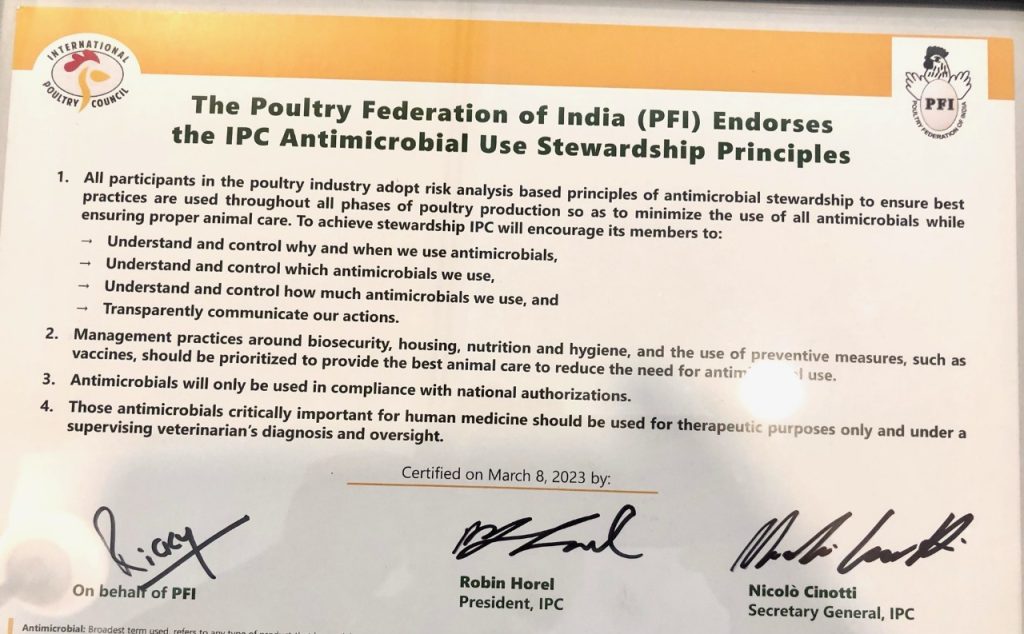 INTERNATIONAL
POULTRY COUNCIL
PFI
POULTRY FEDERATION OF INDIA
The Poultry Federation of India (PFI) Endorses
the IPC Antimicrobial Use Stewardship Principles
1. All participants in the poultry industry adopt risk analysis based principles of antimicrobial stewardship to ensure best
practices are used throughout all phases of poultry production so as to minimize the use of all antimicrobials while
ensuring proper animal care. To achieve stewardship IPC will encourage its members to:
→ Understand and control why and when we use antimicrobials,
→ Understand and control which antimicrobials we use,
→ Understand and control how much antimicrobials we use, and
→ Transparently communicate our actions.
2. Management practices around biosecurity, housing, nutrition and hygiene, and the use of preventive measures, such as
vaccines, should be prioritized to provide the best animal care to reduce the need for use.
3. Antimicrobials will only be used in compliance with national authorizations.
4. Those antimicrobials critically important for human medicine should be used for therapeutic purposes only and under a
supervising veterinarian's diagnosis and oversight.
Certified on March 8, 2023 by:
Ricky
On behalf of PFI
Robin Horel
President, IPC
Nicolò Cinotti
Secretary General, IPC
Antimicrobial: Broadest term used, refers to any type of product